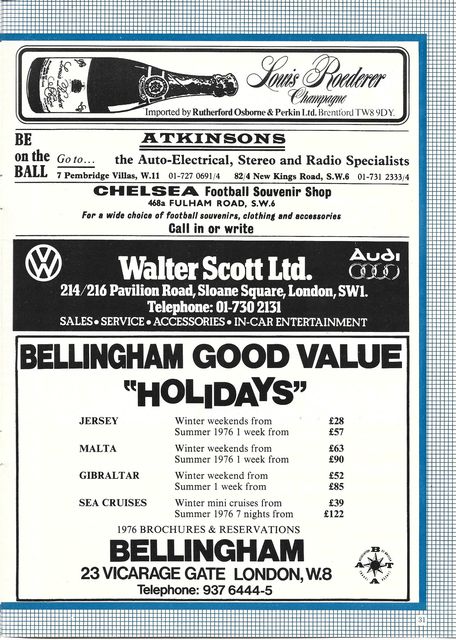 Louis Roederer
Champagne
Imported by Rutherford Osborne & Perkin Ltd. Brentford TW8 9DY.
BE
on the
BALL
ATKINSONS
Go to... the Auto-Electrical, Stereo and Radio Specialists
7 Pembridge Villas, W.11 01-727 0691/4 82/4 New Kings Road, S.W.6 01-731 2333/4
CHELSEA Football Souvenir Shop
468a FULHAM ROAD, S.W.6
For a wide choice of football souvenirs, clothing and accessories
Call in or write
Audi
Walter Scott Ltd.
214/216 Pavilion Road, Sloane Square, London, SW1.
Telephone: 01-730 2131
SALES • SERVICE • ACCESSORIES • IN-CAR ENTERTAINMENT
BELLINGHAM GOOD VALUE
"HOLIDAYS"
JERSEY Winter weekends from £28
Summer 1976 1 week from £57
MALTA Winter weekends from £63
Summer 1976 1 week from £90
GIBRALTAR Winter weekend from £52
Summer 1 week from £85
SEA CRUISES Winter mini cruises from £39
Summer 1976 7 nights from £122
1976 BROCHURES & RESERVATIONS
BELLINGHAM
23 VICARAGE GATE LONDON, W.8
Telephone: 937 6444-5
ABTA
31